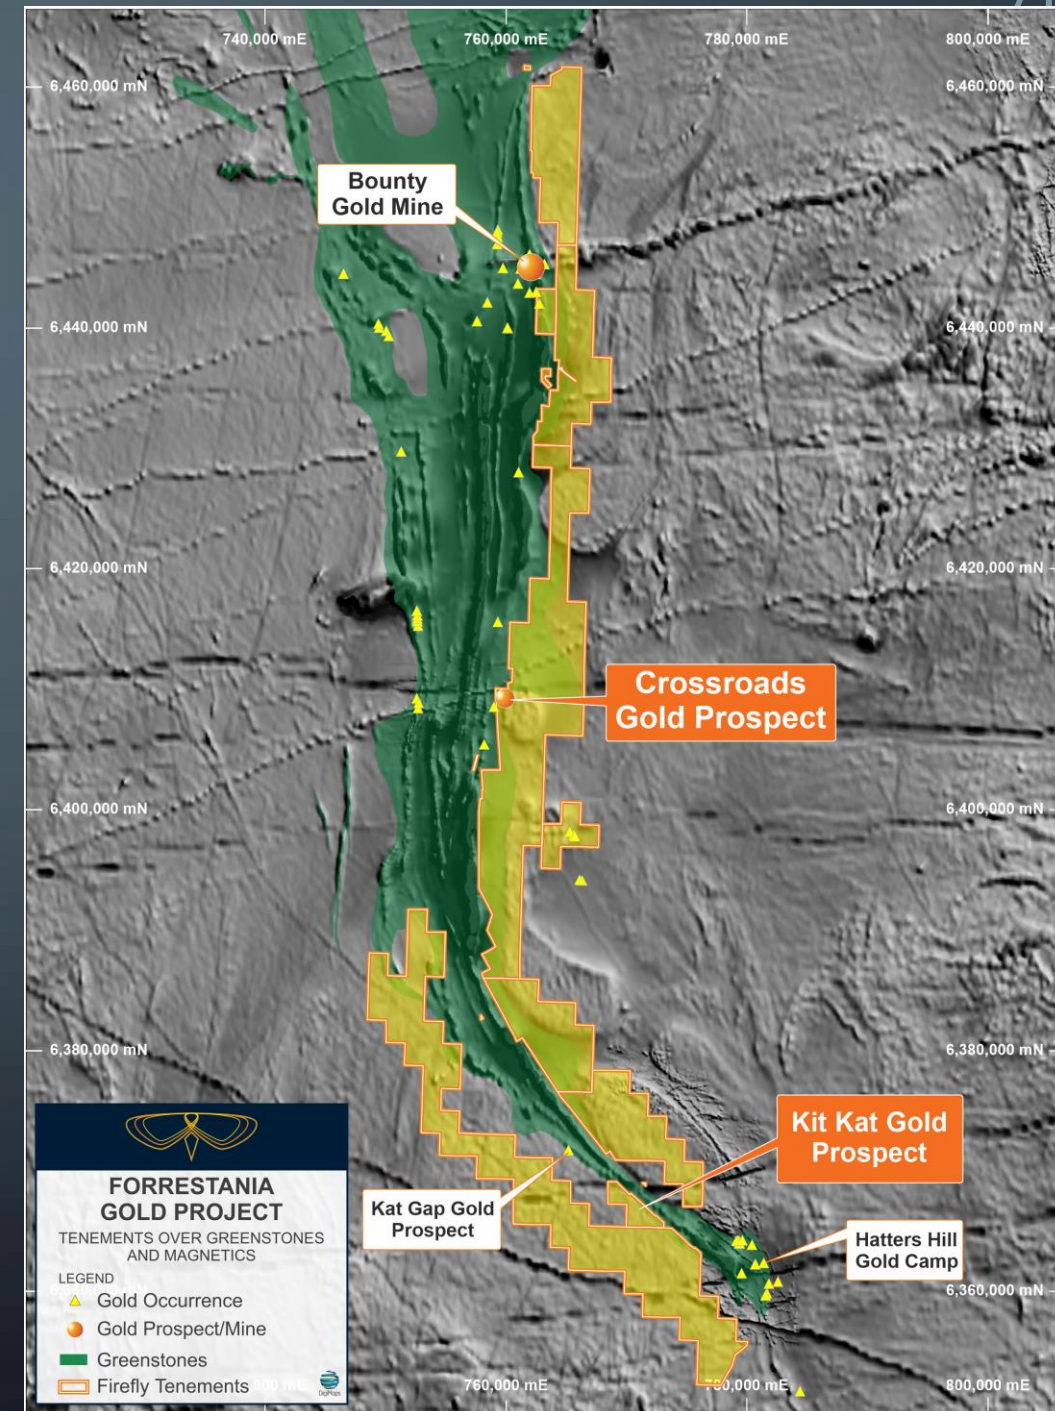 740,000 mE
760,000 mE
780,000 mE
800,000 mE
6,460,000 mN
6,460,000 mN
Bounty
Gold Mine
6,440,000 mN
6,440,000 mN
6,420,000 mN
6,420,000 mN
Crossroads
Gold Prospect
6,400,000 mN
6,400,000 mN
6,380,000 mN
6,380,000 mN
Kit Kat Gold
Prospect
Kat Gap Gold
Prospect
Hatters Hill
Gold Camp
6,360,000 mN
FORRESTANIA
GOLD PROJECT
TENEMENTS OVER GREENSTONES
AND MAGNETICS
LEGEND
Gold Occurrence
Gold Prospect/Mine
Greenstones
Firefly Tenements
DigiMaps
760,000 mE
780,000 mE
800,000 mE